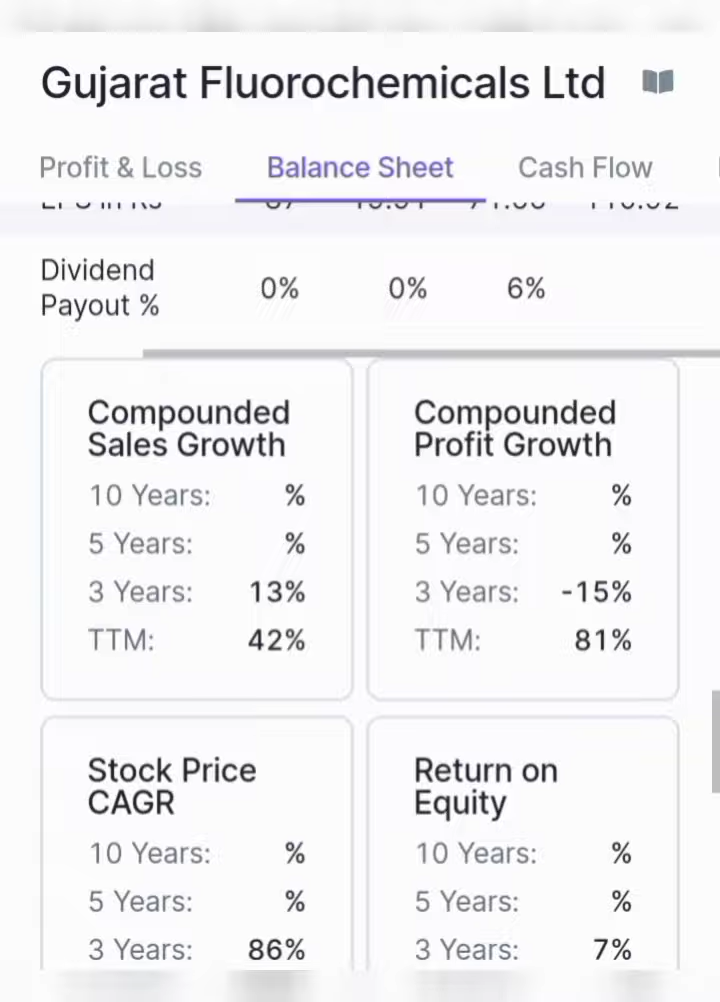 Gujarat Fluorochemicals Ltd
Profit & Loss Balance Sheet Cash Flow
Dividend
Payout % 0% 0% 6%
Compounded
Sales Growth
10 Years: %
5 Years: %
3 Years: 13%
TTM: 42%
Compounded
Profit Growth
10 Years: %
5 Years: %
3 Years: -15%
TTM: 81%
Stock Price
CAGR
10 Years: %
5 Years: %
3 Years: 86%
Return on
Equity
10 Years: %
5 Years: %
3 Years: 7%